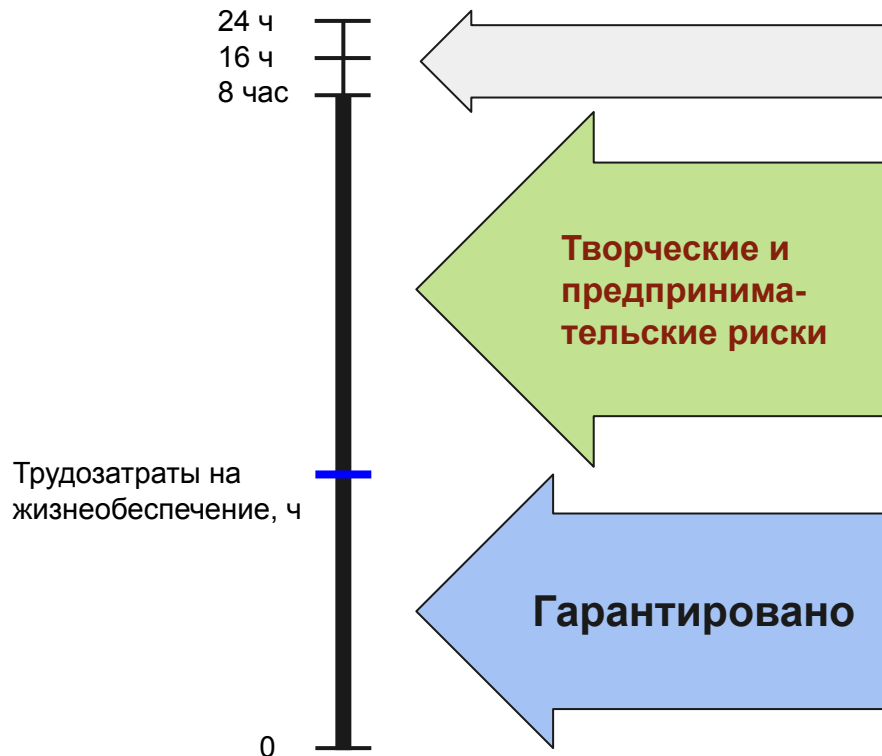 24 ч
16 ч
8 час
Творческие и
предпринима-
тельские риски
Трудозатраты на
жизнеобеспечение, ч
Гарантировано
0